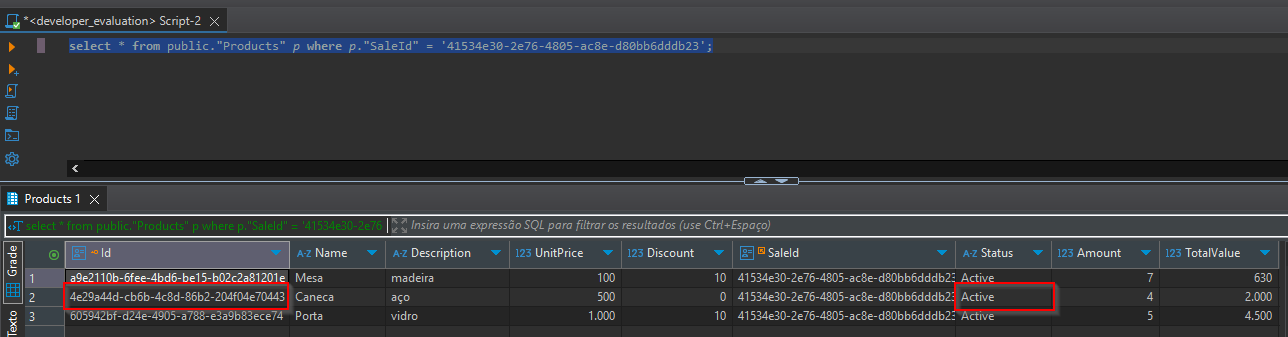 *<developer_evaluation> Script-2
select * from public."Products" p where p."SaleId" = '41534e30-2e76-4805-ac8e-d80bb6dddb23';
Products 1
select * from public."Products" p where p."SaleId" = '41534e30-2e76 Insira uma expressão SQL para filtrar os resultados (use Ctrl+Espaço)
Grade
Texto
Id A-Z Name A-Z Description 123 UnitPrice 123 Discount SaleId A-Z Status 123 Amount 123 TotalValue
1 a9e2110b-6fee-4bd6-be15-b02c2a81201e Mesa madeira 100 10 41534e30-2e76-4805-ac8e-d80bb6dddb23 Active 7 630
2 4e29a44d-cb6b-4c8d-86b2-204f04e70443 Caneca aço 500 0 41534e30-2e76-4805-ac8e-d80bb6dddb23 Active 4 2.000
3 605942bf-d24e-4905-a788-e3a9b83ece74 Porta vidro 1.000 10 41534e30-2e76-4805-ac8e-d80bb6dddb23 Active 5 4.500